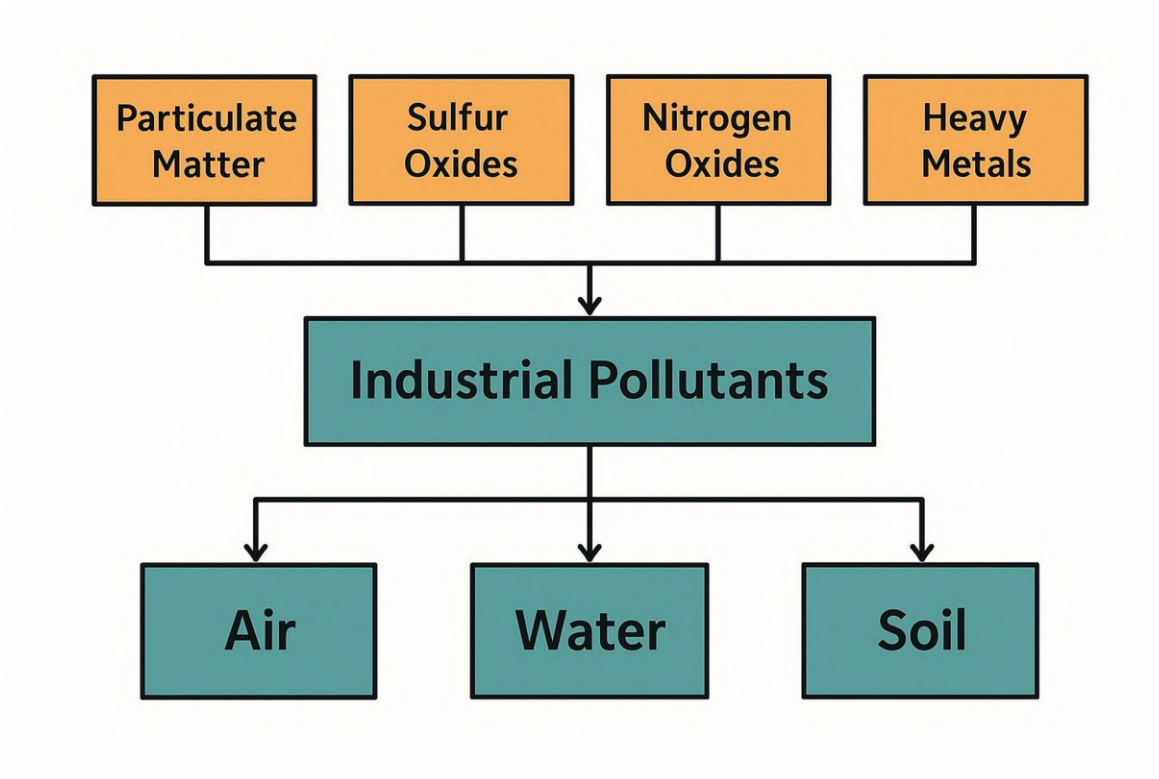 Particulate
Matter
Sulfur
Oxides
Nitrogen
Oxides
Heavy
Metals
Industrial Pollutants
Air
Water
Soil